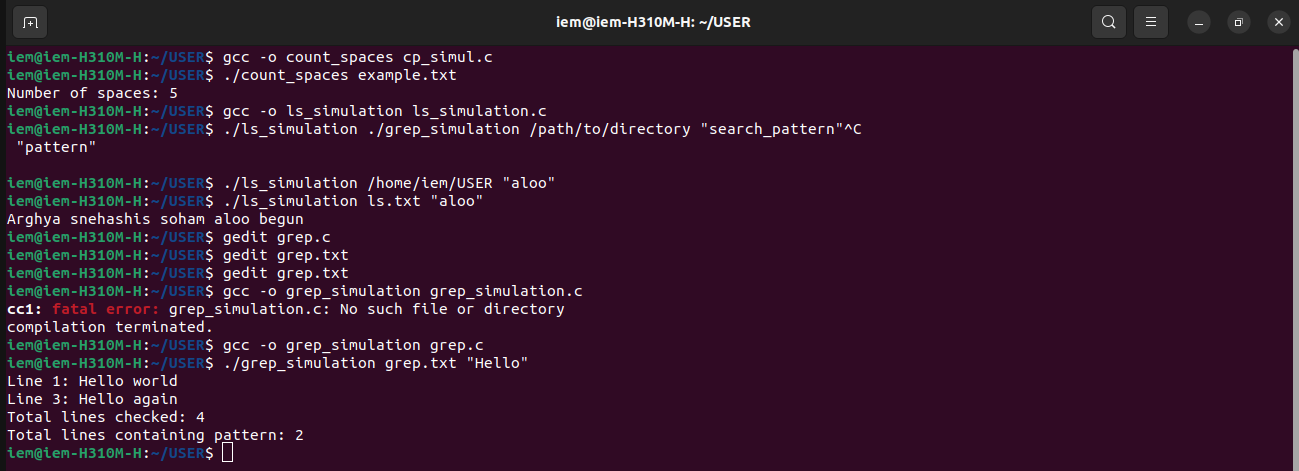 iem@iem-H310M-H: ~/USER
iem@iem-H310M-H:~/USER$ gcc -o count_spaces cp_simul.c
iem@iem-H310M-H:~/USER$ ./count_spaces example.txt
Number of spaces: 5
iem@iem-H310M-H:~/USER$ gcc -o ls_simulation ls_simulation.c
iem@iem-H310M-H:~/USER$ ./ls_simulation ./grep_simulation /path/to/directory "search_pattern"^C
 "pattern"
iem@iem-H310M-H:~/USER$ ./ls_simulation /home/iem/USER "aloo"
iem@iem-H310M-H:~/USER$ ./ls_simulation ls.txt "aloo"
Arghya snehashis soham aloo begun
iem@iem-H310M-H:~/USER$ gedit grep.c
iem@iem-H310M-H:~/USER$ gedit grep.txt
iem@iem-H310M-H:~/USER$ gedit grep.txt
iem@iem-H310M-H:~/USER$ gcc -o grep_simulation grep_simulation.c
cc1: fatal error: grep_simulation.c: No such file or directory
compilation terminated.
iem@iem-H310M-H:~/USER$ gcc -o grep_simulation grep.c
iem@iem-H310M-H:~/USER$ ./grep_simulation grep.txt "Hello"
Line 1: Hello world
Line 3: Hello again
Total lines checked: 4
Total lines containing pattern: 2
iem@iem-H310M-H:~/USER$